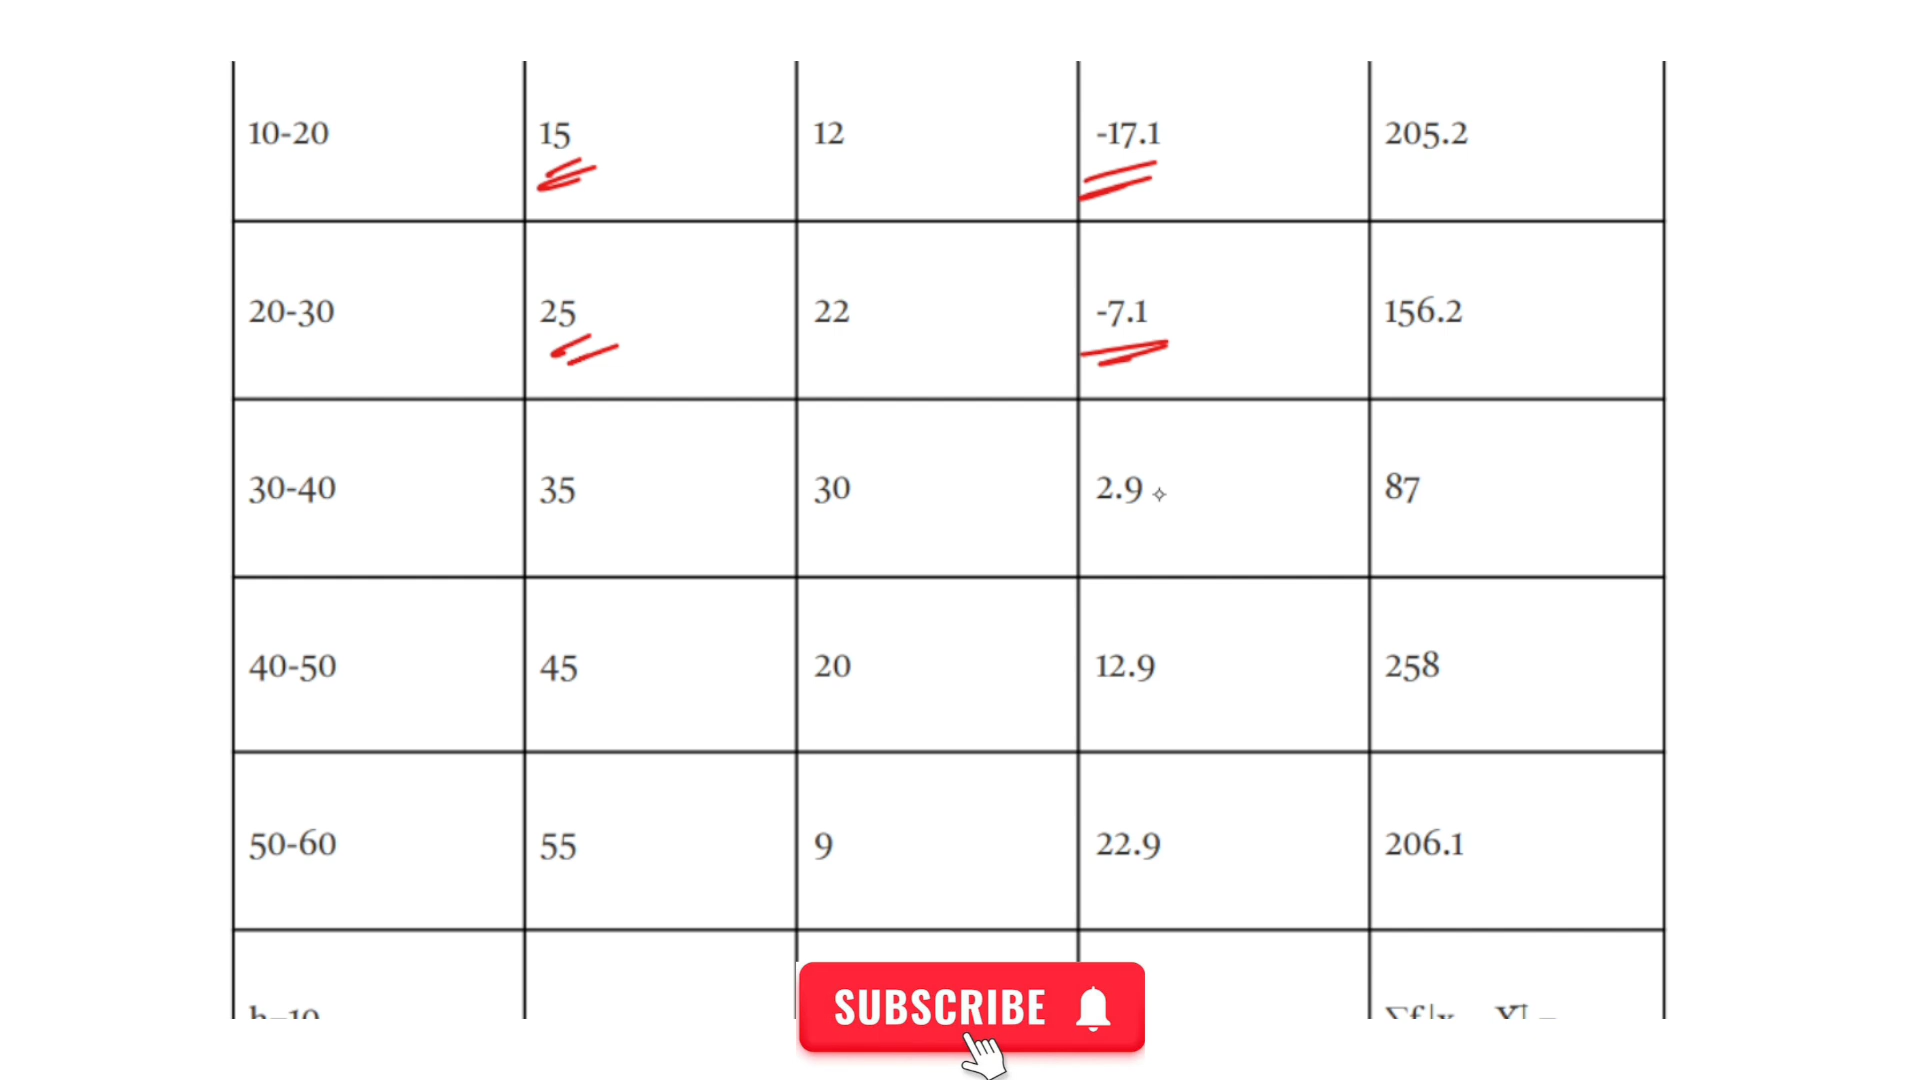 10-20 15 12 -17.1 205.2
20-30 25 22 -7.1 156.2
30-40 35 30 2.9 87
40-50 45 20 12.9 258
50-60 55 9 22.9 206.1
h=10
SUBSCRIBE